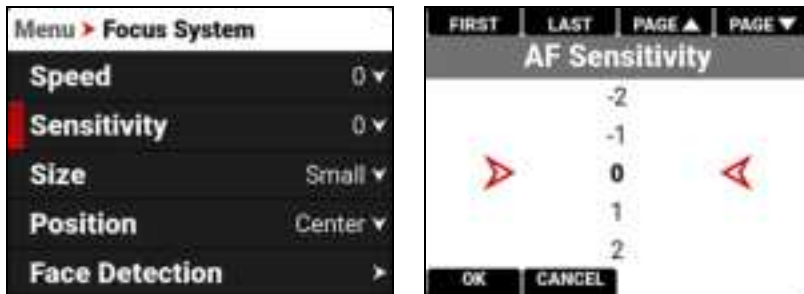 Menu ➤ Focus System
Speed 0
Sensitivity 0
Size Small
Position Center
Face Detection
FIRST LAST PAGE▲ PAGE▼
AF Sensitivity
-2
-1
0
1
2
OK CANCEL